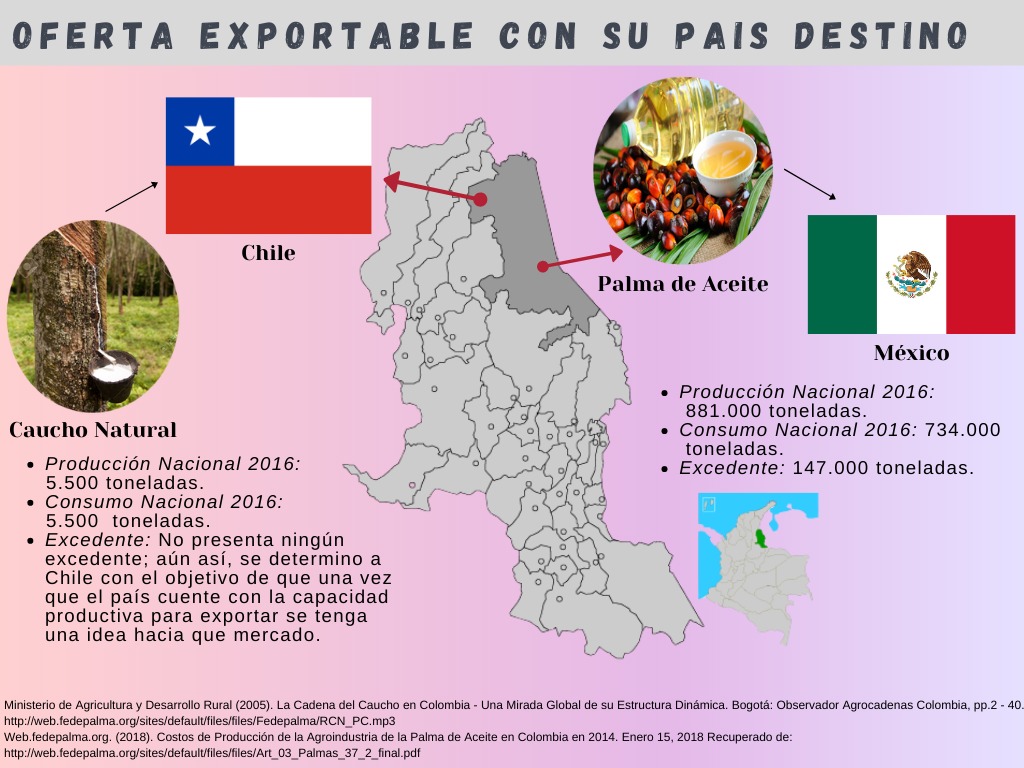 OFERTA EXPORTABLE CON SU PAIS DESTINO
Chile
Palma de Aceite
México
Caucho Natural
• Producción Nacional 2016:
5.500 toneladas.
• Consumo Nacional 2016:
5.500 toneladas.
• Excedente: No presenta ningún
excedente; aún así, se determino a
Chile con el objetivo de que una vez
que el país cuente con la capacidad
productiva para exportar se tenga
una idea hacia que mercado.
• Producción Nacional 2016:
881.000 toneladas.
• Consumo Nacional 2016: 734.000
toneladas.
• Excedente: 147.000 toneladas.
Ministerio de Agricultura y Desarrollo Rural (2005). La Cadena del Caucho en Colombia - Una Mirada Global de su Estructura Dinámica. Bogotá: Observador Agrocadenas Colombia, pp.2 - 40.
http://web.fedepalma.org/sites/default/files/files/Fedepalma/RCN_PC.mp3
Web.fedepalma.org. (2018). Costos de Producción de la Agroindustria de la Palma de Aceite en Colombia en 2014. Enero 15, 2018 Recuperado de:
http://web.fedepalma.org/sites/default/files/files/Art_03_Palmas_37_2_final.pdf